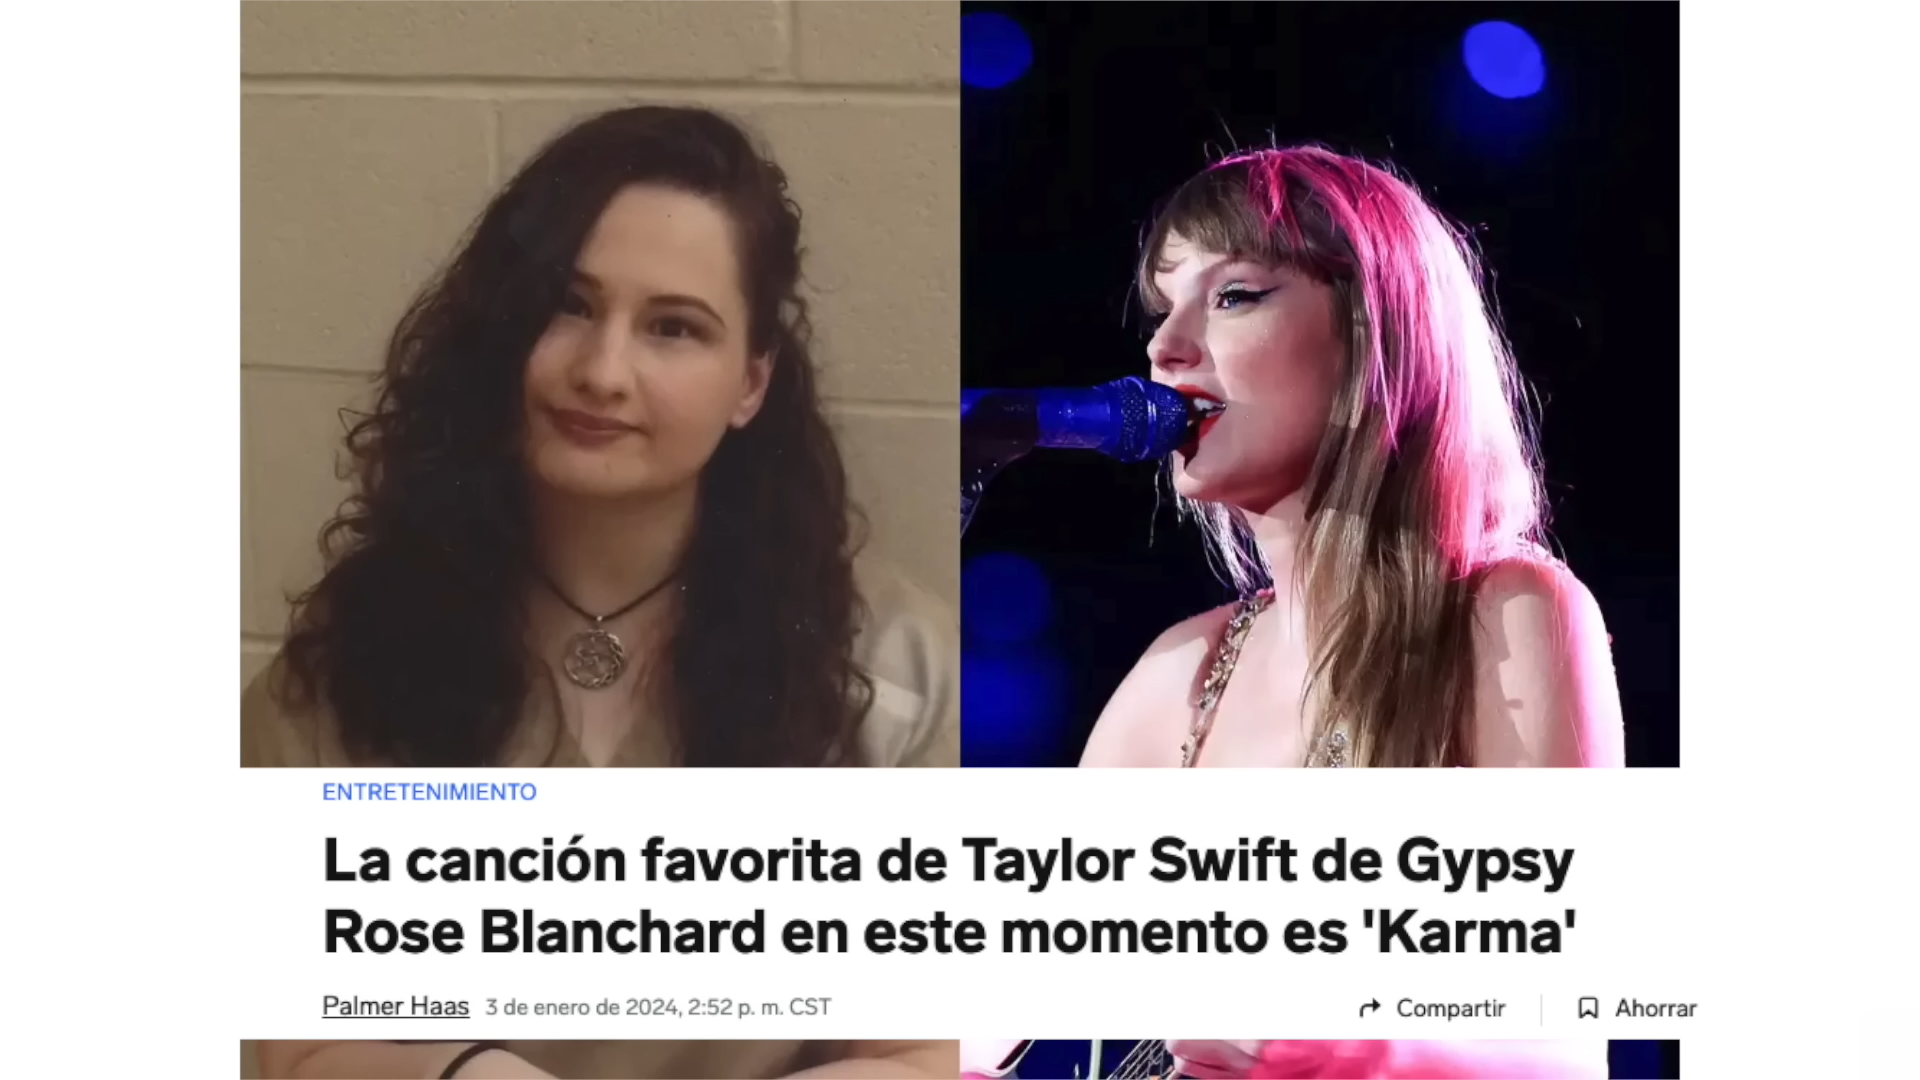 ENTRETENIMIENTO
La canción favorita de Taylor Swift de Gypsy
Rose Blanchard en este momento es 'Karma'
Palmer Haas 3 de enero de 2024, 2:52 p. m. CST
Compartir
Ahorrar